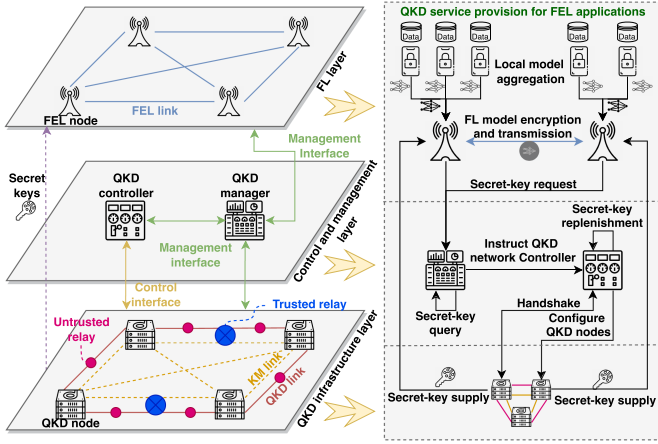 FEL node
FEL link
FL layer
Management
Interface
Secret
keys
QKD
controller
QKD
manager
Management
interface
Control
interface
Control and management
layer
Untrusted
relay
Trusted relay
KM link
QKD link
QKD node
QKD infrastructure layer
QKD service provision for FEL applications
Data
Data
Data
Data
Data
Local model
aggregation
FL model encryption
and transmission
Secret-key request
Secret-key
replenishment
Instruct QKD
network Controller
Secret-key
query
Handshake
Configure
QKD nodes
Secret-key supply
Secret-key supply